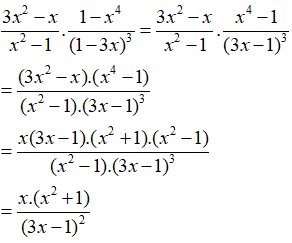 \frac{3x^2 - x}{x^2 - 1} . \frac{1 - x^4}{(1 - 3x)^3} = \frac{3x^2 - x}{x^2 - 1} . \frac{x^4 - 1}{(3x - 1)^3}
= \frac{(3x^2 - x).(x^4 - 1)}{(x^2 - 1).(3x - 1)^3}
= \frac{x(3x - 1).(x^2 + 1).(x^2 - 1)}{(x^2 - 1).(3x - 1)^3}
= \frac{x.(x^2 + 1)}{(3x - 1)^2}